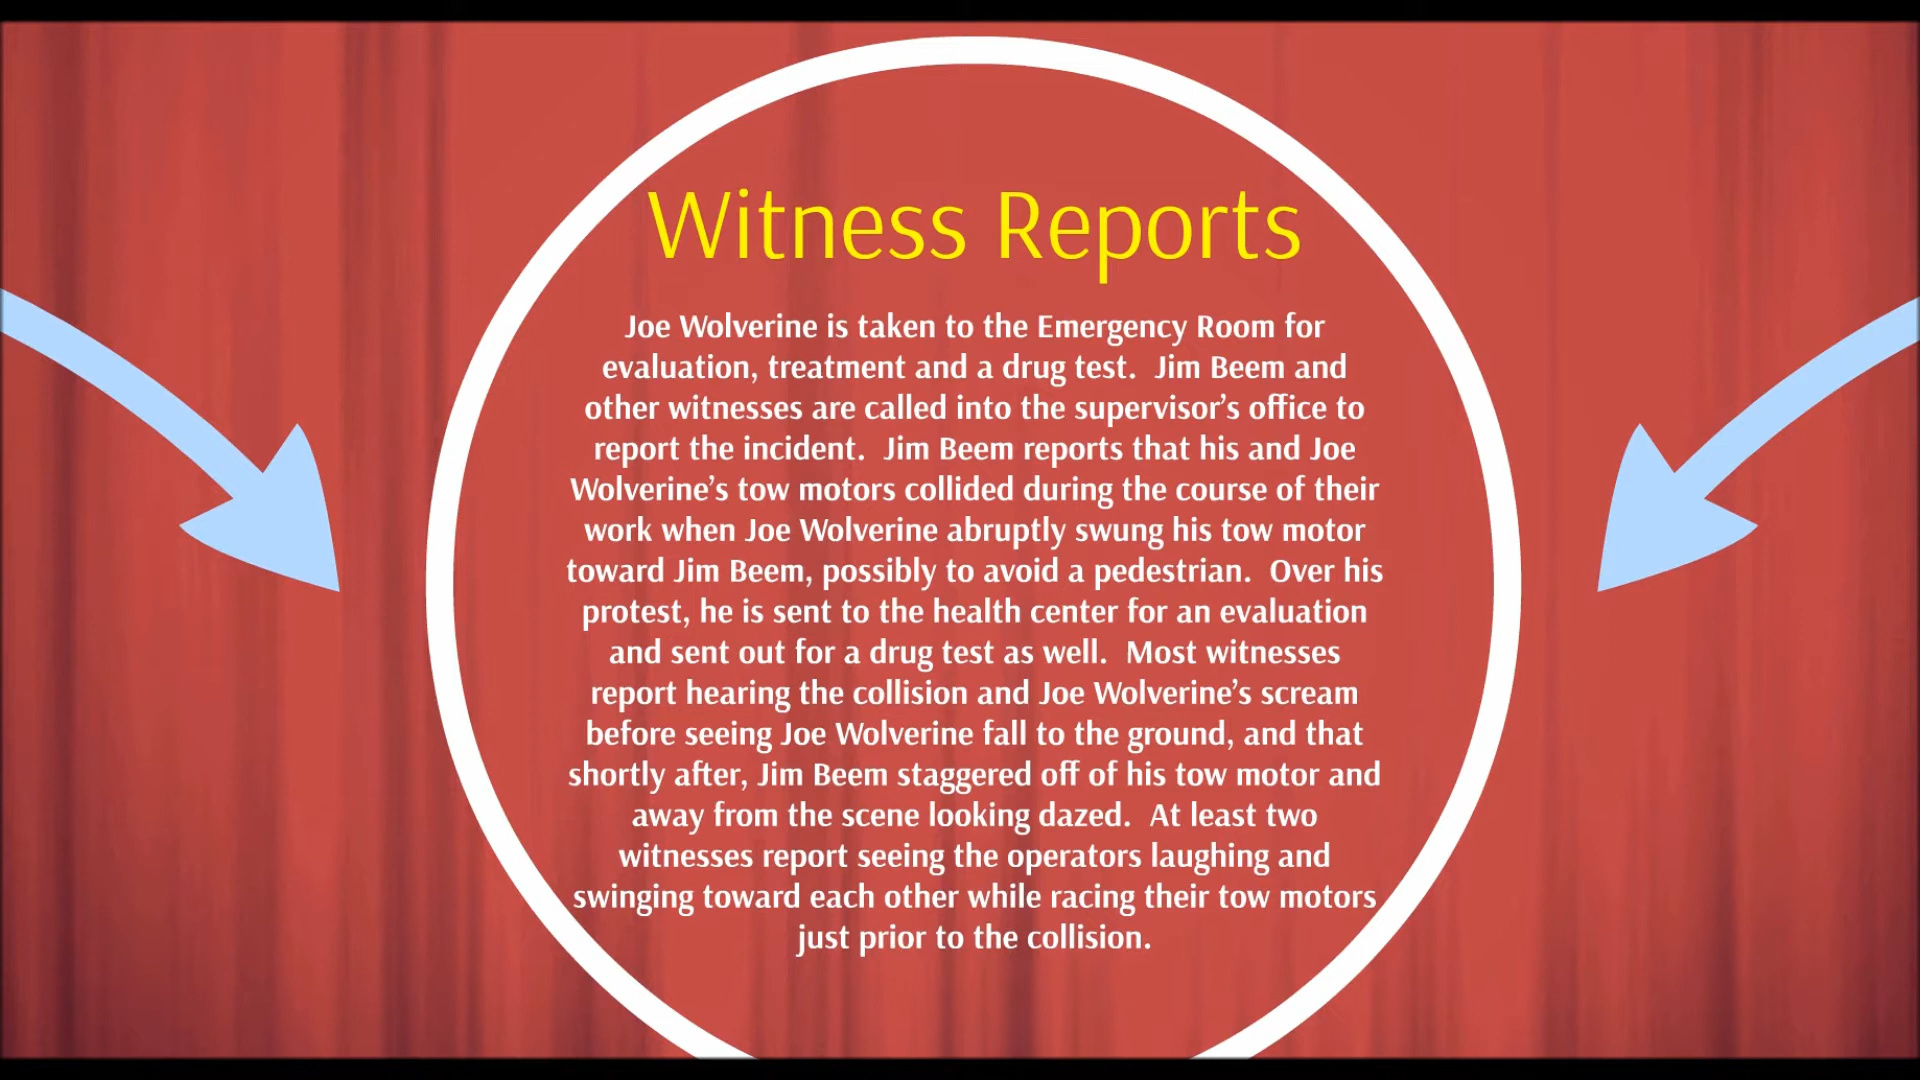 Witness Reports
Joe Wolverine is taken to the Emergency Room for
evaluation, treatment and a drug test.  Jim Beem and
other witnesses are called into the supervisor’s office to
report the incident.  Jim Beem reports that his and Joe
Wolverine’s tow motors collided during the course of their
work when Joe Wolverine abruptly swung his tow motor
toward Jim Beem, possibly to avoid a pedestrian.  Over his
protest, he is sent to the health center for an evaluation
and sent out for a drug test as well.  Most witnesses
report hearing the collision and Joe Wolverine’s scream
before seeing Joe Wolverine fall to the ground, and that
shortly after, Jim Beem staggered off of his tow motor and
away from the scene looking dazed.  At least two
witnesses report seeing the operators laughing and
swinging toward each other while racing their tow motors
just prior to the collision.